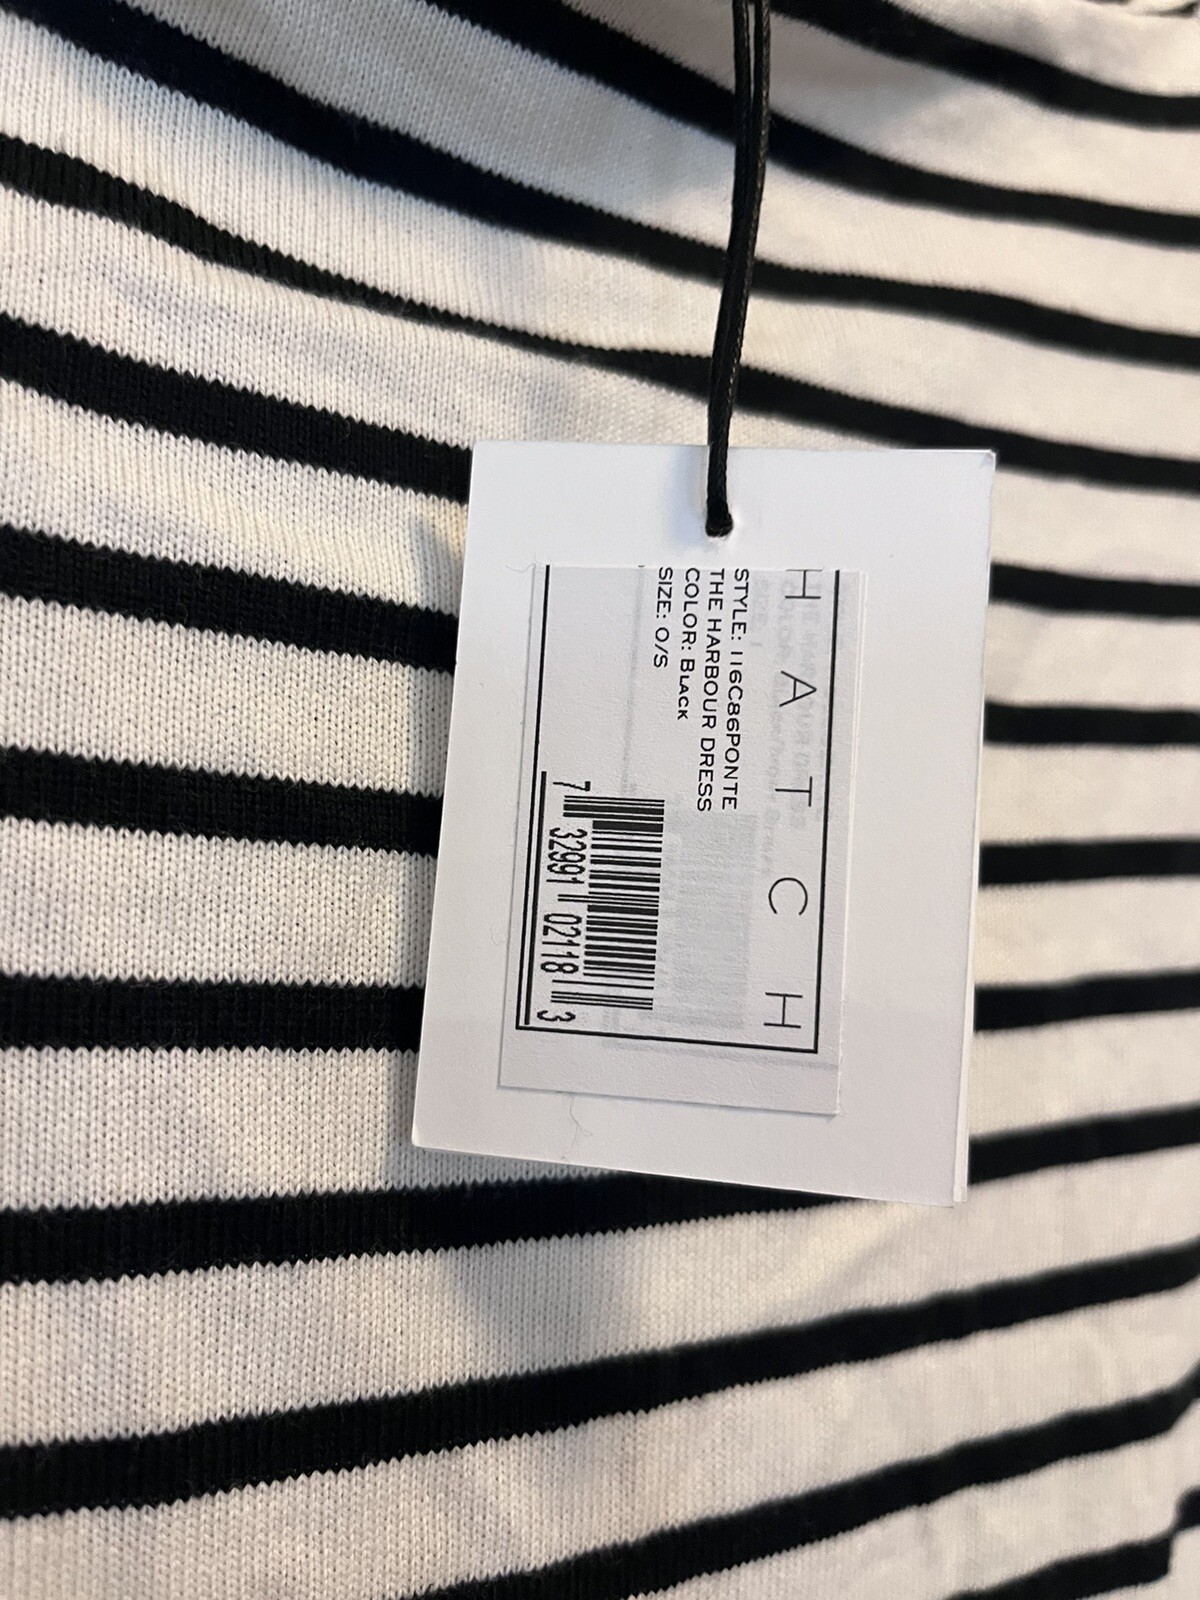 HATCH
STYLE: 116C86PONTE
THE HARBOUR DRESS
COLOR: BLACK
SIZE: O/S
7 32991 02118 3